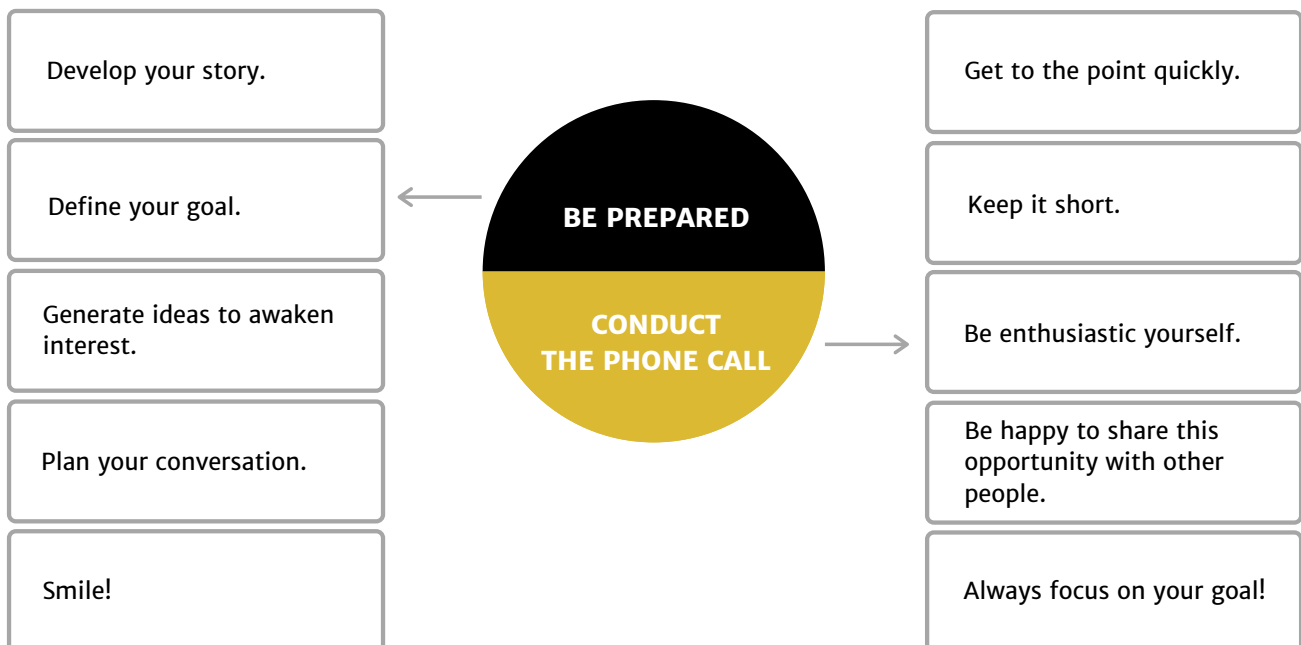 Develop your story.
Define your goal.
Generate ideas to awaken
interest.
Plan your conversation.
Smile!
BE PREPARED
CONDUCT
THE PHONE CALL
Get to the point quickly.
Keep it short.
Be enthusiastic yourself.
Be happy to share this
opportunity with other
people.
Always focus on your goal!